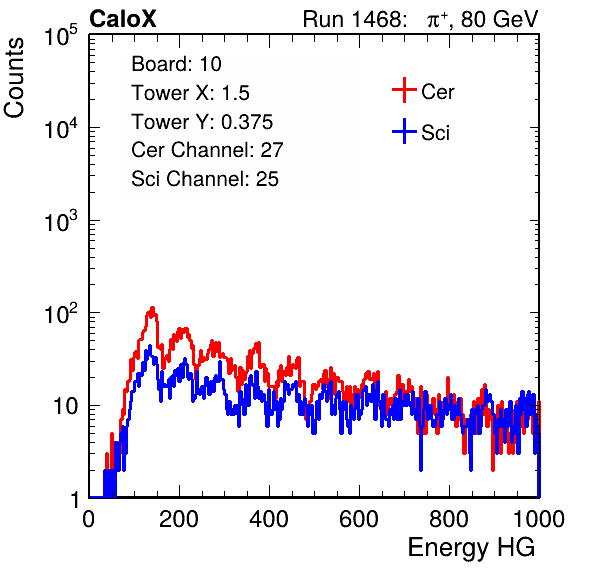 CaloX Run 1468: π⁺, 80 GeV
Counts
10⁵
10⁴
10³
10²
10
1
Board: 10
Tower X: 1.5
Tower Y: 0.375
Cer Channel: 27
Sci Channel: 25
Cer
Sci
0 200 400 600 800 1000
Energy HG